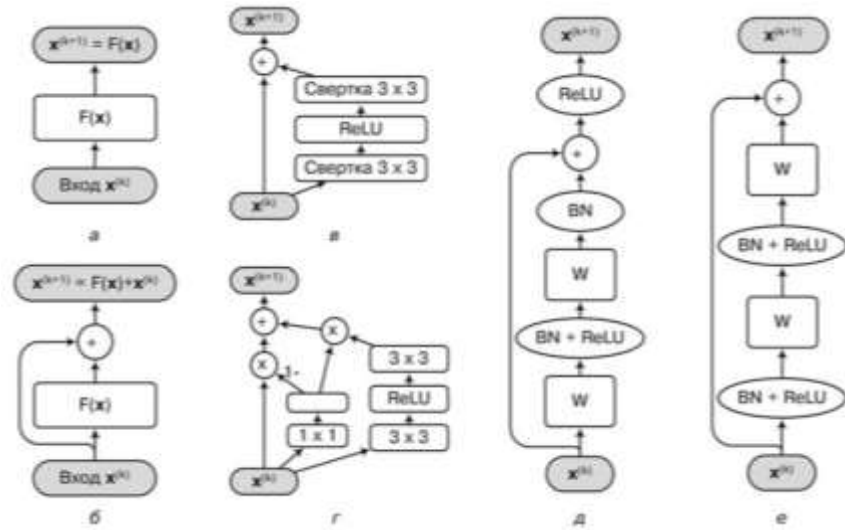 x⁽ᵏ⁺¹⁾ = F(x)
F(x)
Вход x⁽ᵏ⁾
а
x⁽ᵏ⁺¹⁾ = F(x)+x⁽ᵏ⁾
+
F(x)
Вход x⁽ᵏ⁾
б
x⁽ᵏ⁺¹⁾
+
Свертка 3 x 3
ReLU
Свертка 3 x 3
x⁽ᵏ⁾
в
x⁽ᵏ⁺¹⁾
+
x
x
1-
3 x 3
ReLU
1 x 1
3 x 3
x⁽ᵏ⁾
г
x⁽ᵏ⁺¹⁾
ReLU
+
BN
W
BN + ReLU
W
x⁽ᵏ⁾
д
x⁽ᵏ⁺¹⁾
+
W
BN + ReLU
W
BN + ReLU
x⁽ᵏ⁾
е